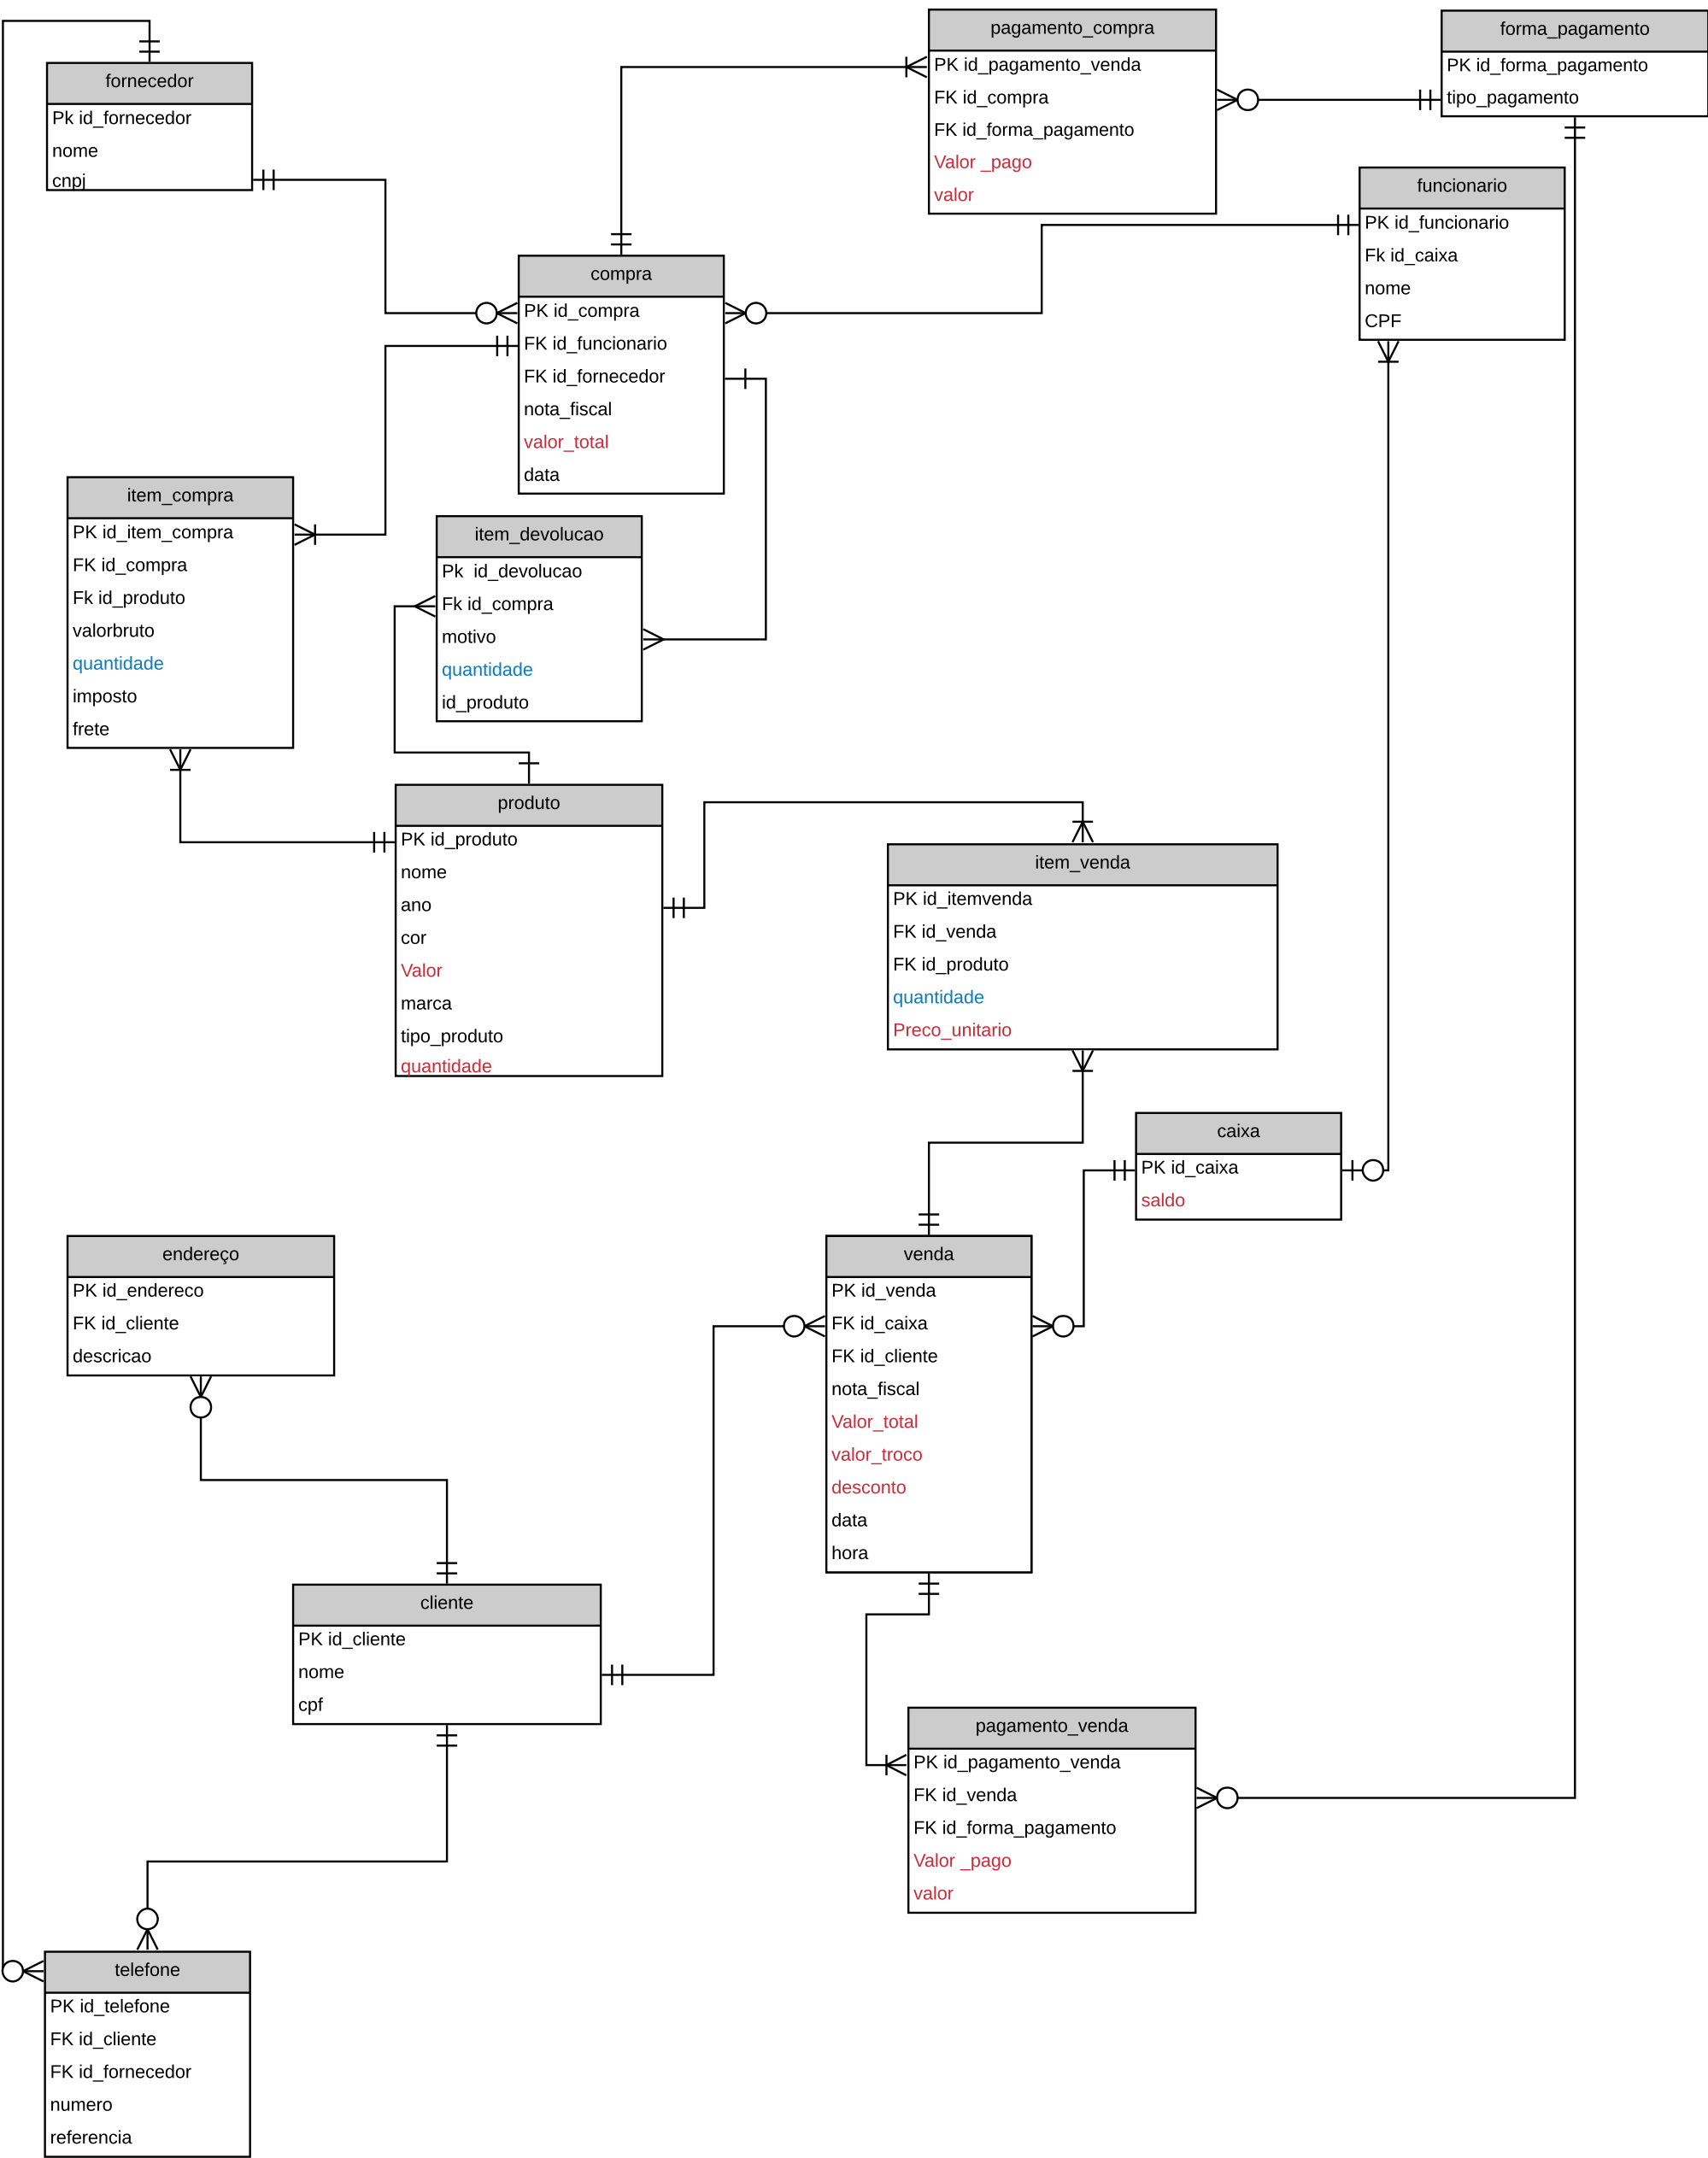 pagamento_compra
PK id_pagamento_venda
FK id_compra
FK id_forma_pagamento
Valor _pago
valor
forma_pagamento
PK id_forma_pagamento
tipo_pagamento
fornecedor
Pk id_fornecedor
nome
cnpj
funcionario
PK id_funcionario
Fk id_caixa
nome
CPF
compra
PK id_compra
FK id_funcionario
FK id_fornecedor
nota_fiscal
valor_total
data
item_compra
PK id_item_compra
FK id_compra
Fk id_produto
valorbruto
quantidade
imposto
frete
item_devolucao
Pk  id_devolucao
Fk id_compra
motivo
quantidade
id_produto
produto
PK id_produto
nome
ano
cor
Valor
marca
tipo_produto
quantidade
item_venda
PK id_itemvenda
FK id_venda
FK id_produto
quantidade
Preco_unitario
caixa
PK id_caixa
saldo
endereço
PK id_endereco
FK id_cliente
descricao
venda
PK id_venda
FK id_caixa
FK id_cliente
nota_fiscal
Valor_total
valor_troco
desconto
data
hora
cliente
PK id_cliente
nome
cpf
pagamento_venda
PK id_pagamento_venda
FK id_venda
FK id_forma_pagamento
Valor _pago
valor
telefone
PK id_telefone
FK id_cliente
FK id_fornecedor
numero
referencia